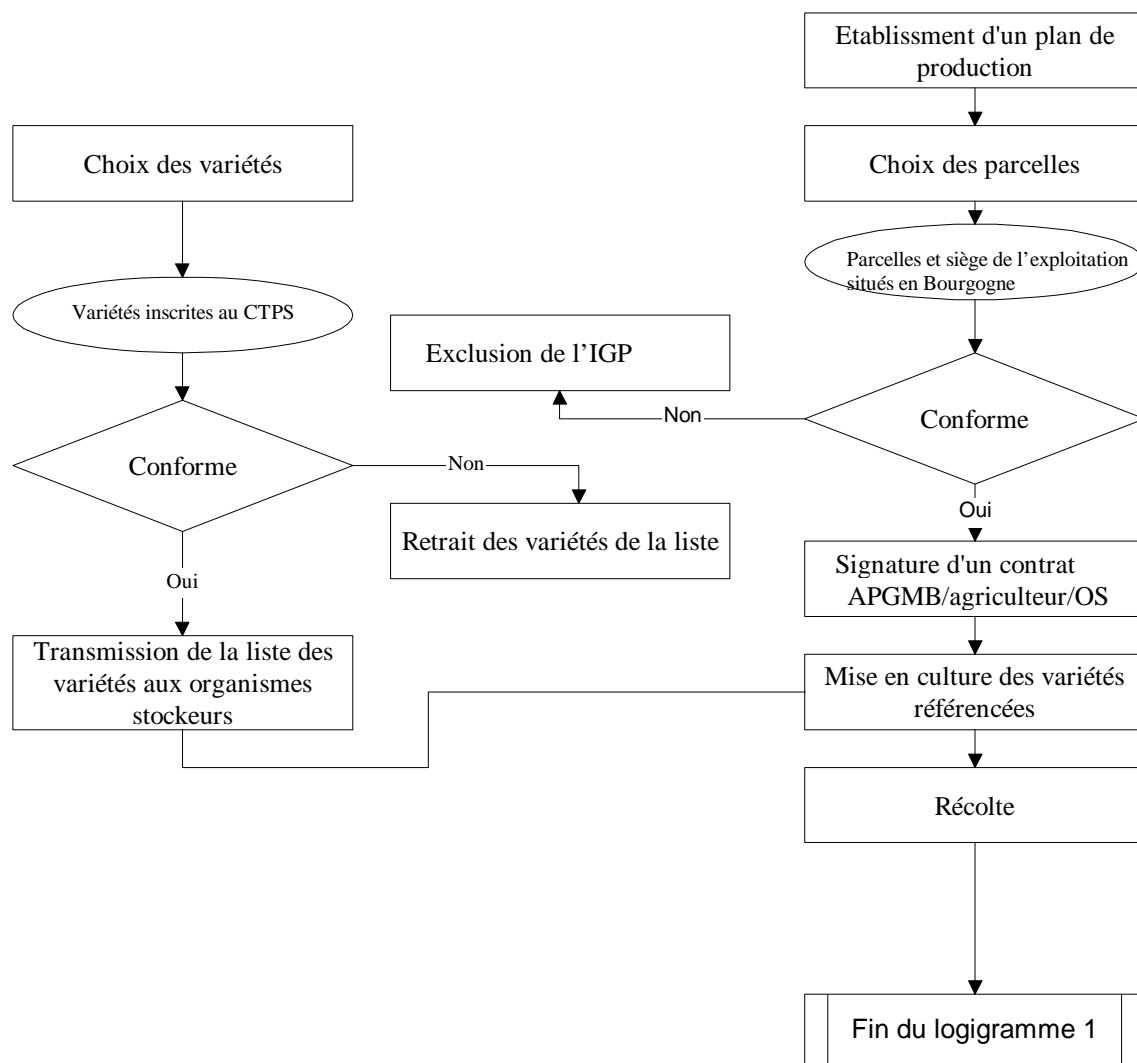 Etablissment d'un plan de
production
Choix des variétés
Choix des parcelles
Variétés inscrites au CTPS
Parcelles et siège de l’exploitation
situés en Bourgogne
Exclusion de l’IGP
Non
Conforme
Conforme
Non
Oui
Retrait des variétés de la liste
Signature d'un contrat
APGMB/agriculteur/OS
Oui
Transmission de la liste des
variétés aux organismes
stockeurs
Mise en culture des variétés
référencées
Récolte
Fin du logigramme 1